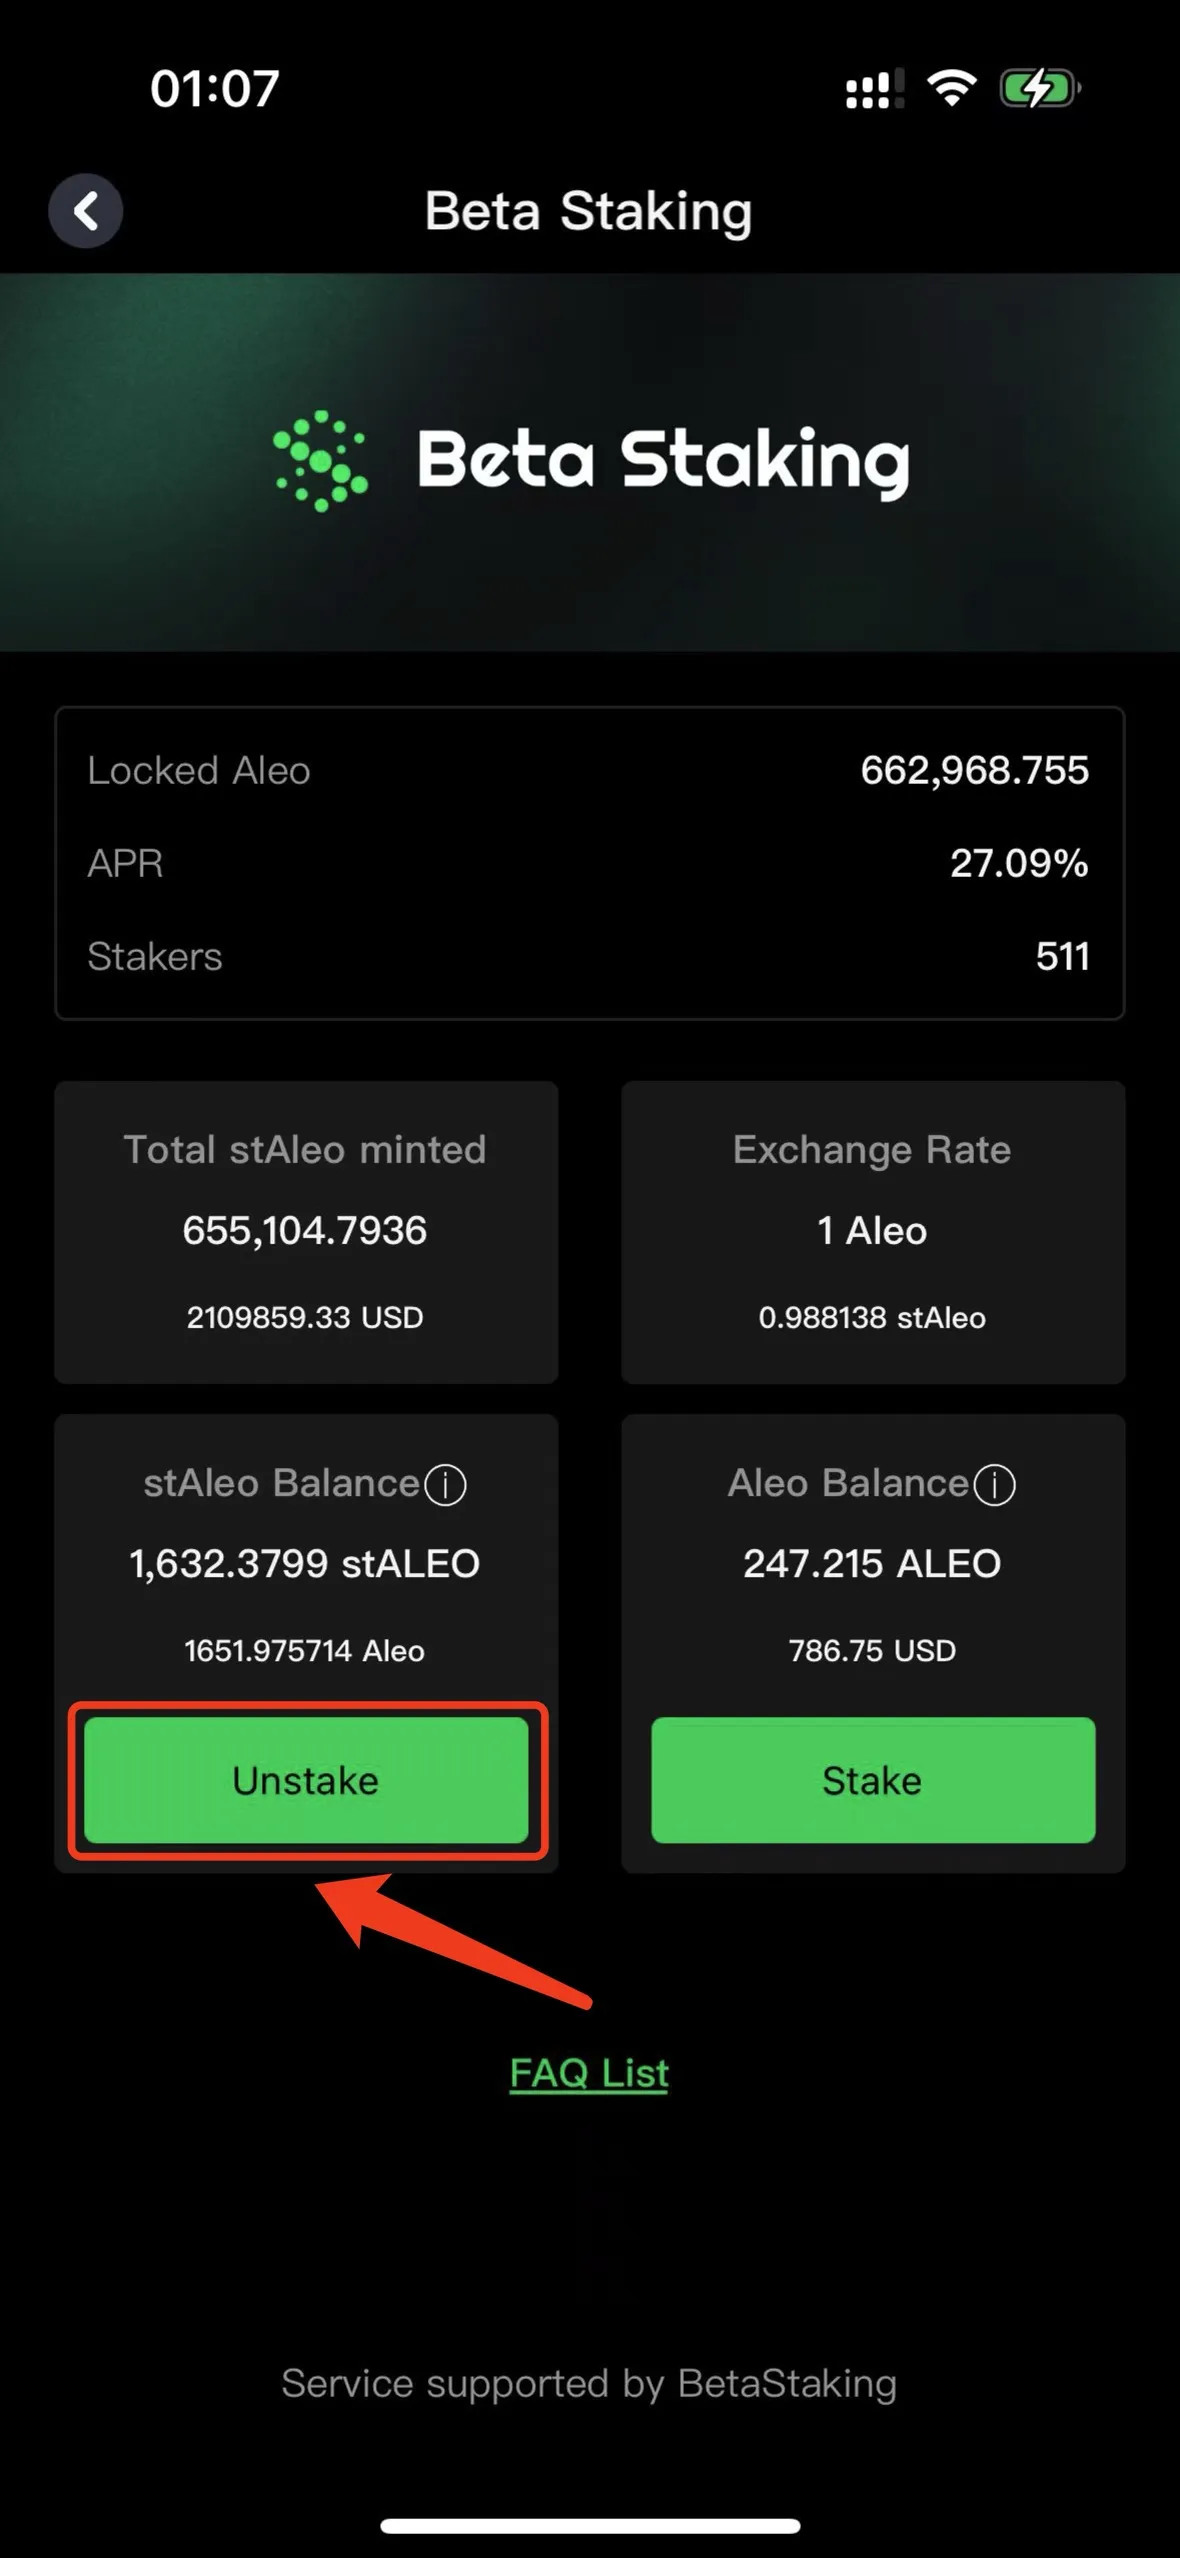 01:07
Beta Staking
Beta Staking
Locked Aleo 662,968.755
APR 27.09%
Stakers 511
Total stAleo minted
655,104.7936
2109859.33 USD
Exchange Rate
1 Aleo
0.988138 stAleo
stAleo Balance
1,632.3799 stALEO
1651.975714 Aleo
Unstake
Aleo Balance
247.215 ALEO
786.75 USD
Stake
FAQ List
Service supported by BetaStaking